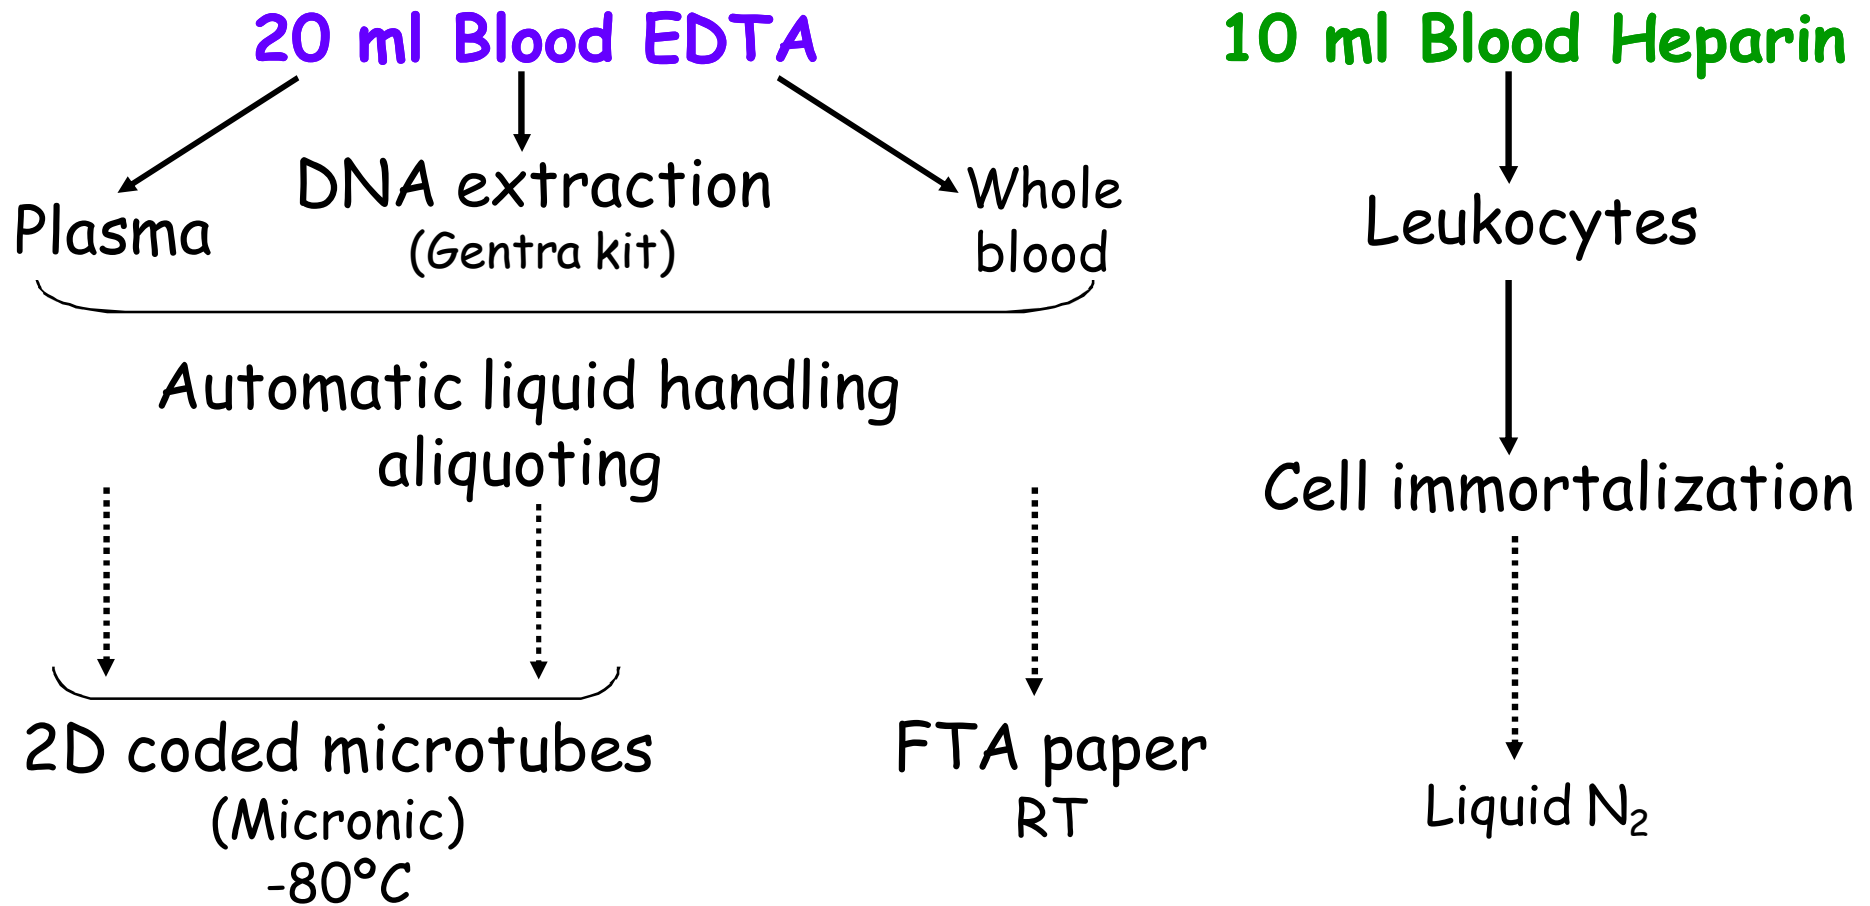 20 ml Blood EDTA
10 ml Blood Heparin
Plasma
DNA extraction
(Gentra kit)
Whole
blood
Leukocytes
Automatic liquid handling
aliquoting
Cell immortalization
2D coded microtubes
(Micronic)
-80ºC
FTA paper
RT
Liquid N₂